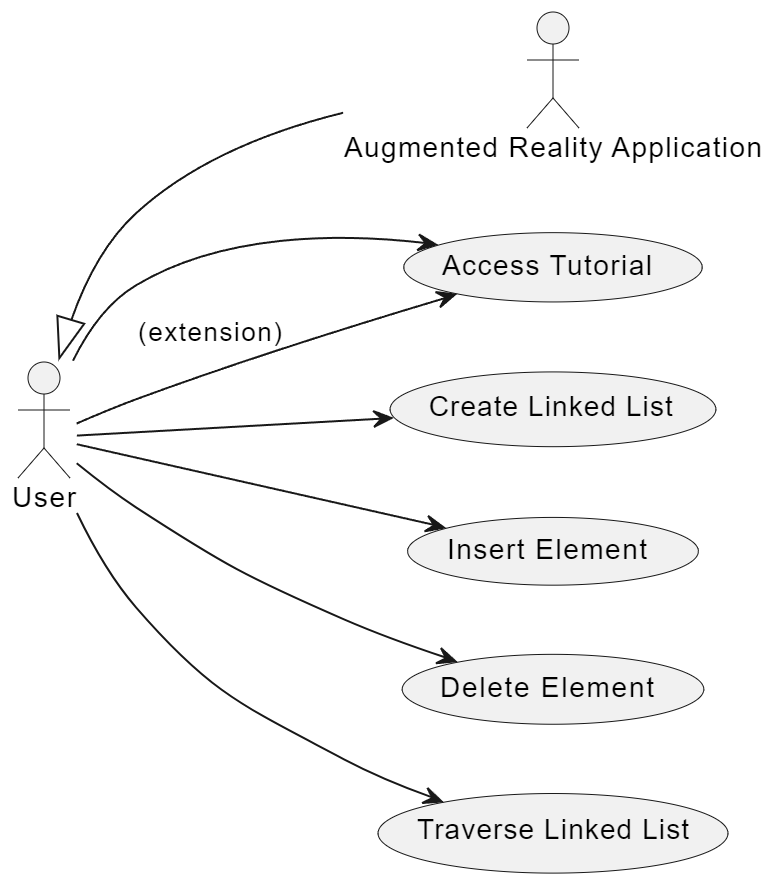 Augmented Reality Application
Access Tutorial
(extension)
Create Linked List
User
Insert Element
Delete Element
Traverse Linked List